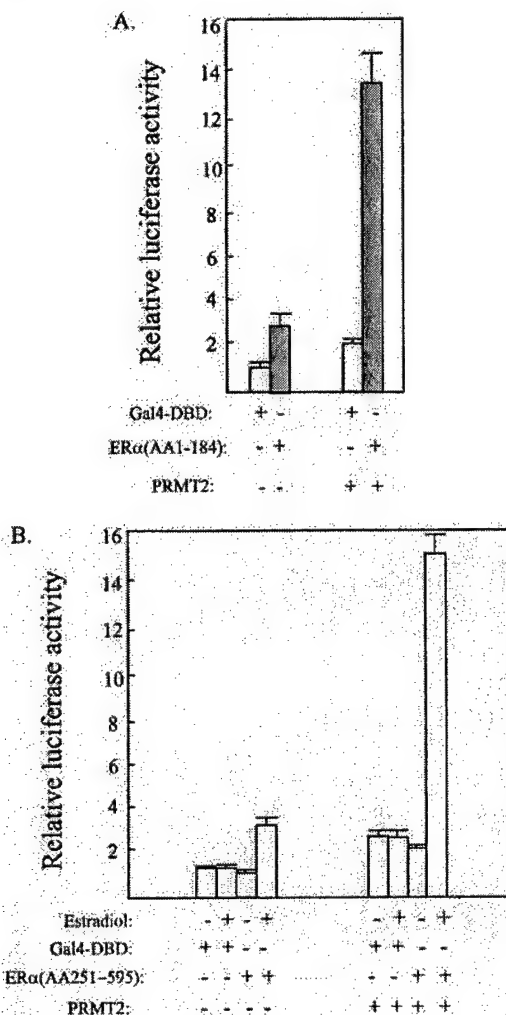 A.
Relative luciferase activity
16
14
12
10
8
6
4
2
Gal4-DBD: + - + -
ERα(AA1-184): - + - +
PRMT2: - - + +
B.
Relative luciferase activity
16
14
12
10
8
6
4
2
Estradiol: - + - + - + - +
Gal4-DBD: + + - - + + - -
ERα(AA251-595): - - + + - - + +
PRMT2: - - - - + + + +